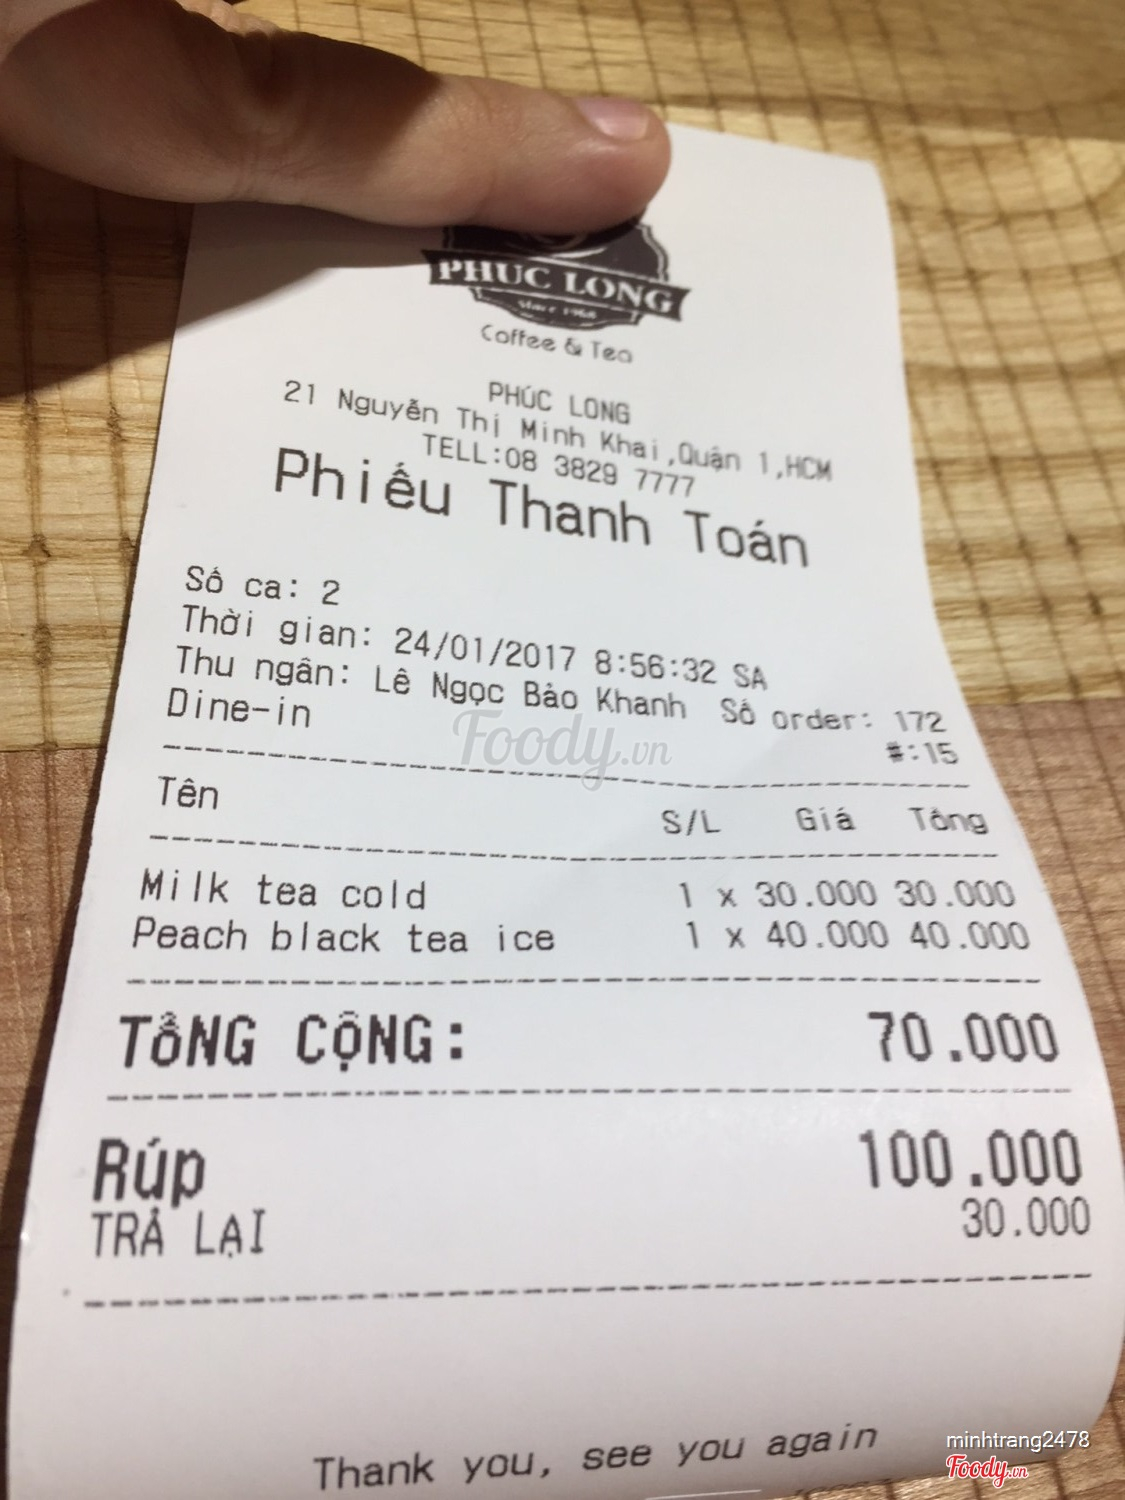 PHUC LONG
Since 1968
Coffee & Tea
PHÚC LONG
21 Nguyễn Thị Minh Khai,Quận 1,HCM
TELL:08 3829 7777
Phiếu Thanh Toán
Số ca: 2
Thời gian: 24/01/2017 8:56:32 SA
Thu ngân: Lê Ngọc Bảo Khanh Số order: 172
Dine-in #:15
Foody.vn
Tên S/L Giá Tổng
Milk tea cold 1 x 30.000 30.000
Peach black tea ice 1 x 40.000 40.000
TỔNG CỘNG: 70.000
Rúp 100.000
TRẢ LẠI 30.000
Thank you, see you again
minhtrang2478
Foody.vn